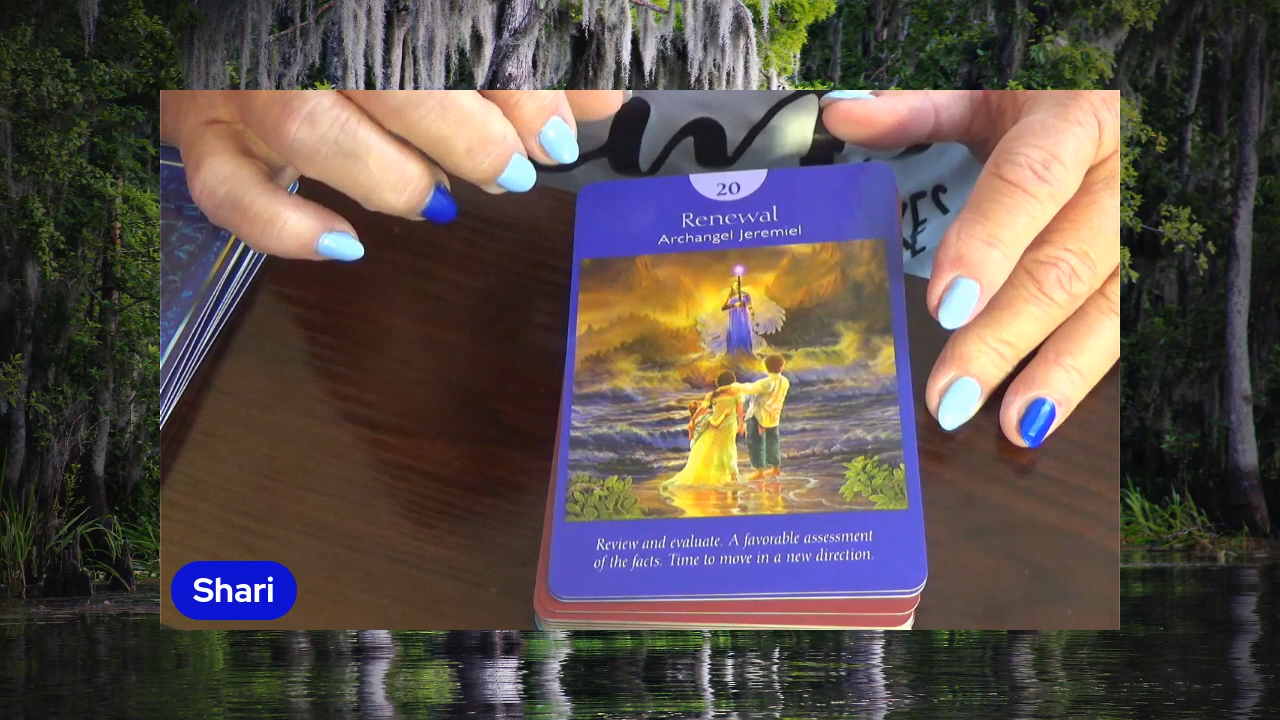 20
Renewal
Archangel Jeremiel
Review and evaluate. A favorable assessment
of the facts. Time to move in a new direction.
Shari